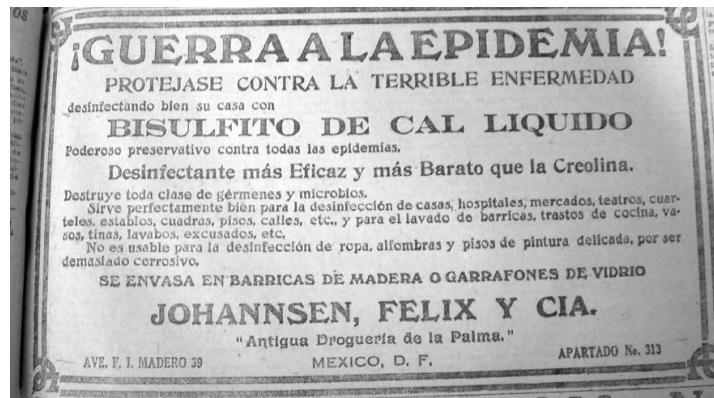 08
¡GUERRA A LA EPIDEMIA!
PROTEJASE CONTRA LA TERRIBLE ENFERMEDAD
desinfectando bien su casa con
BISULFITO DE CAL LIQUIDO
Poderoso preservativo contra todas las epidemias.
Desinfectante más Eficaz y más Barato que la Creolina.
Destruye toda clase de gérmenes y microbios.
Sirve perfectamente bien para la desinfección de casas, hospitales, mercados, teatros, cuar-
teles, establos, cuadras, pisos, calles, etc., y para el lavado de barricas, trastos de cocina, va-
sos, tinas, lavabos, excusados, etc.
No es usable para la desinfección de ropa, alfombras y pisos de pintura delicada, por ser
demasiado corrosivo.
SE ENVASA EN BARRICAS DE MADERA O GARRAFONES DE VIDRIO
JOHANNSEN, FELIX Y CIA.
"Antigua Droguería de la Palma."
AVE. F. I. MADERO 39 MEXICO, D. F. APARTADO No. 313